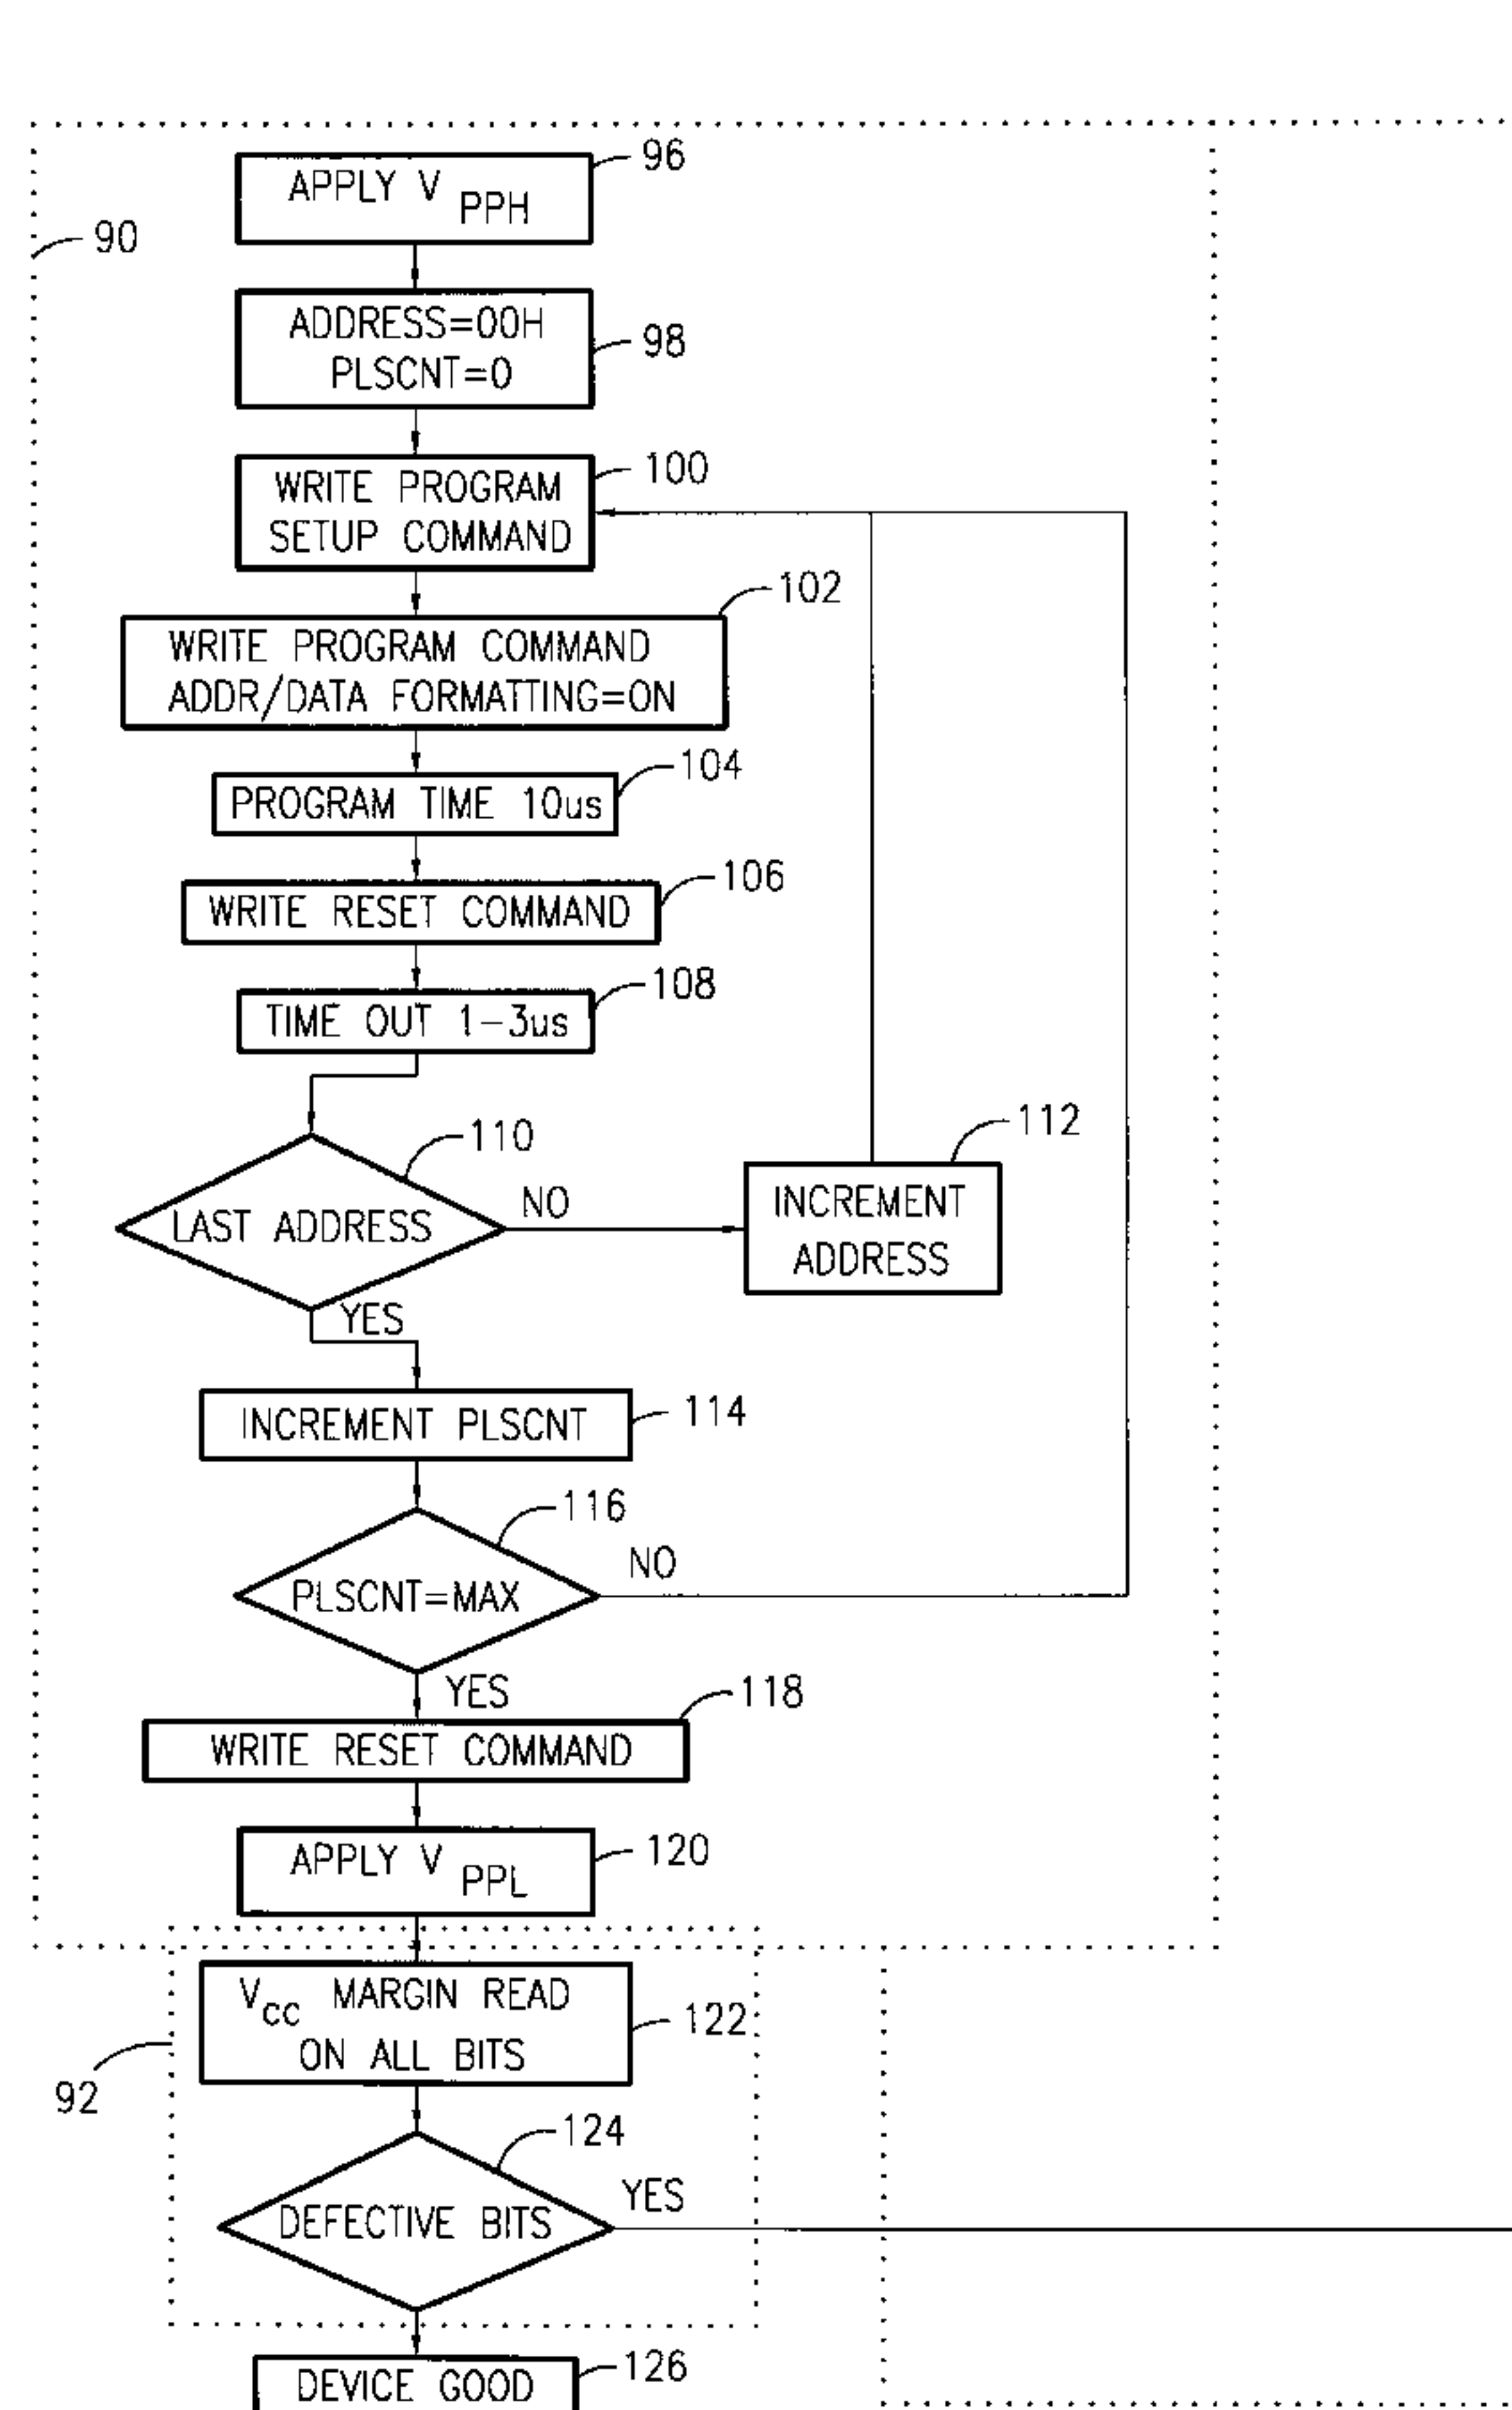 96
APPLY V PPH
90
ADDRESS=00H
PLSCNT=0
98
100
WRITE PROGRAM
SETUP COMMAND
102
WRITE PROGRAM COMMAND
ADDR/DATA FORMATTING=ON
104
PROGRAM TIME 10us
106
WRITE RESET COMMAND
108
TIME OUT 1-3us
110
LAST ADDRESS
NO
112
INCREMENT
ADDRESS
YES
INCREMENT PLSCNT
114
116
PLSCNT=MAX
NO
YES
118
WRITE RESET COMMAND
APPLY V PPL
120
VCC MARGIN READ
ON ALL BITS
122
92
124
DEFECTIVE BITS
YES
126
DEVICE GOOD